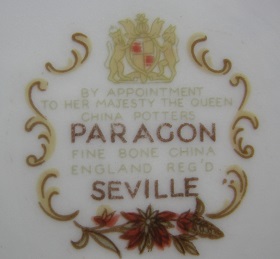 BY APPOINTMENT
TO HER MAJESTY THE QUEEN
CHINA POTTERS
PARAGON
FINE BONE CHINA
ENGLAND REG'D
SEVILLE